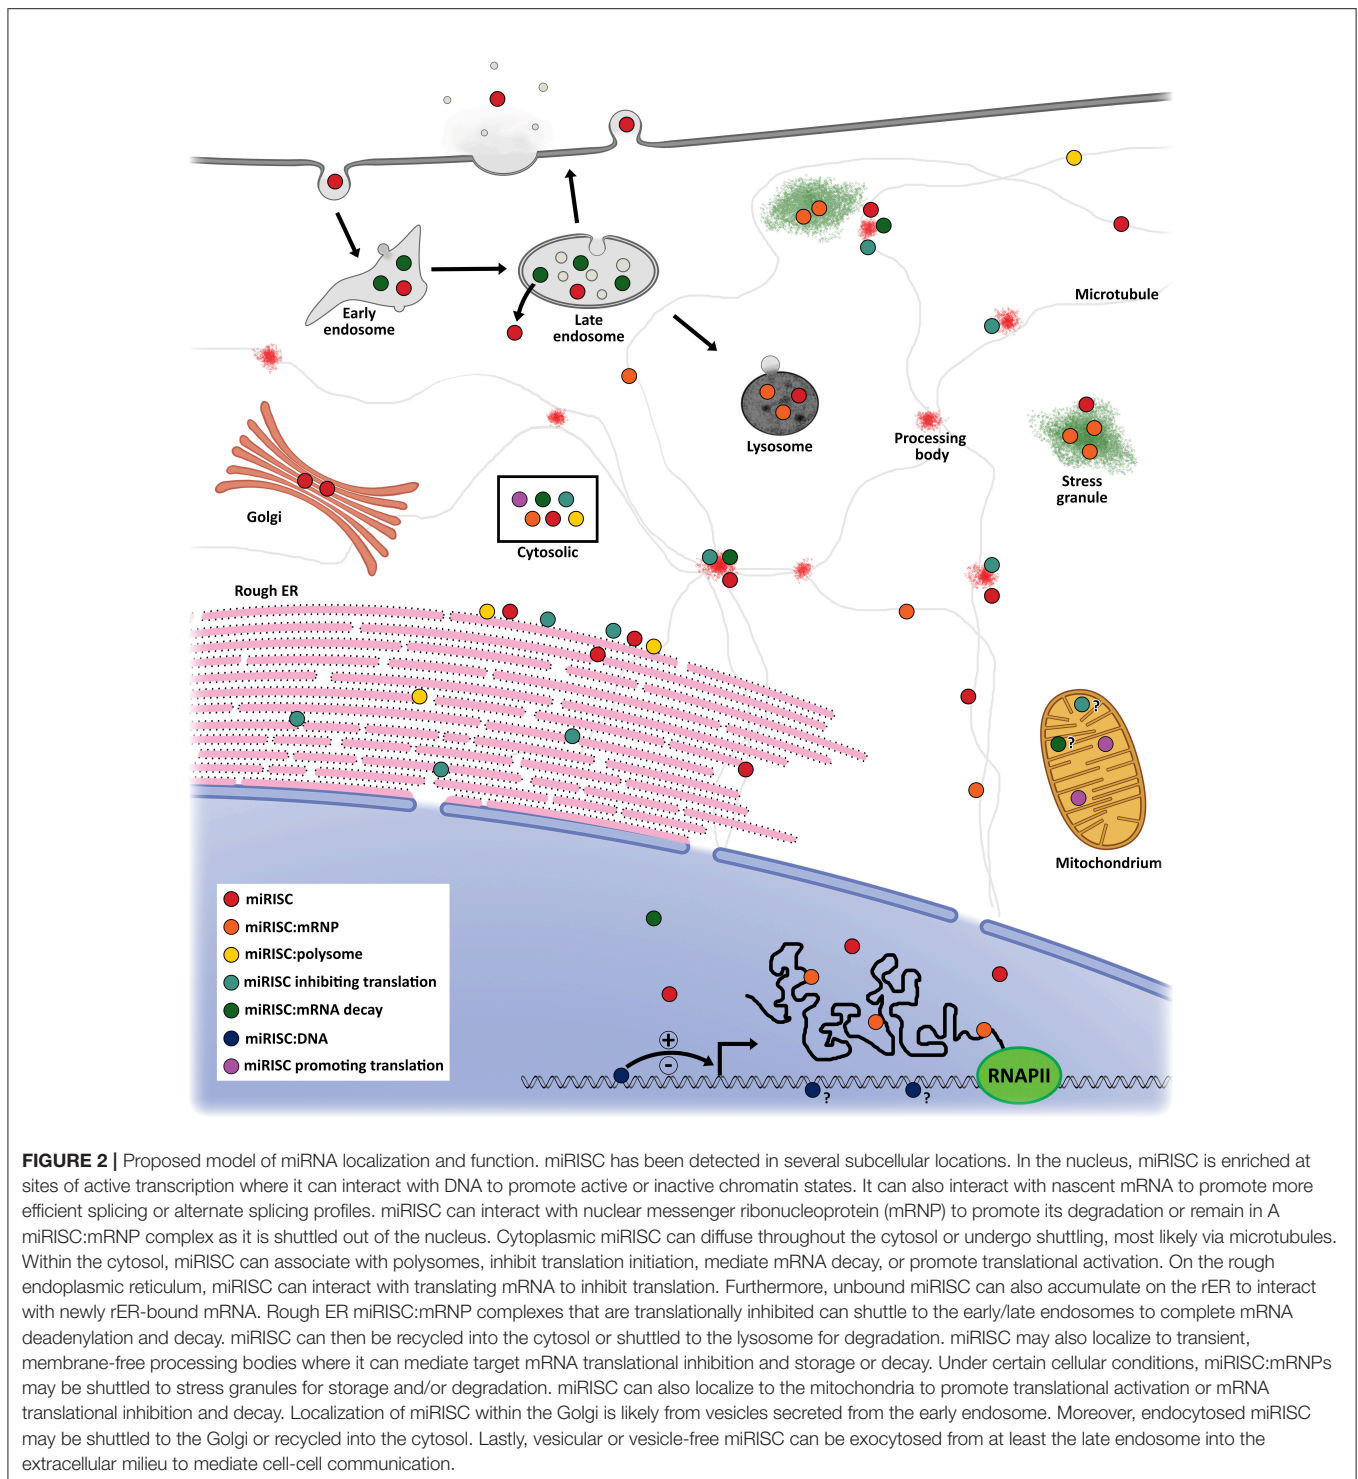 Microtubule
Early
endosome
Late
endosome
Lysosome
Processing
body
Stress
granule
Golgi
Cytosolic
Rough ER
?
?
Mitochondrium
miRISC
miRISC:mRNP
miRISC:polysome
miRISC inhibiting translation
miRISC:mRNA decay
miRISC:DNA
miRISC promoting translation
+
-
RNAPII
?
?
FIGURE 2 | Proposed model of miRNA localization and function. miRISC has been detected in several subcellular locations. In the nucleus, miRISC is enriched at
sites of active transcription where it can interact with DNA to promote active or inactive chromatin states. It can also interact with nascent mRNA to promote more
efficient splicing or alternate splicing profiles. miRISC can interact with nuclear messenger ribonucleoprotein (mRNP) to promote its degradation or remain in A
miRISC:mRNP complex as it is shuttled out of the nucleus. Cytoplasmic miRISC can diffuse throughout the cytosol or undergo shuttling, most likely via microtubules.
Within the cytosol, miRISC can associate with polysomes, inhibit translation initiation, mediate mRNA decay, or promote translational activation. On the rough
endoplasmic reticulum, miRISC can interact with translating mRNA to inhibit translation. Furthermore, unbound miRISC can also accumulate on the rER to interact
with newly rER-bound mRNA. Rough ER miRISC:mRNP complexes that are translationally inhibited can shuttle to the early/late endosomes to complete mRNA
deadenylation and decay. miRISC can then be recycled into the cytosol or shuttled to the lysosome for degradation. miRISC may also localize to transient,
membrane-free processing bodies where it can mediate target mRNA translational inhibition and storage or decay. Under certain cellular conditions, miRISC:mRNPs
may be shuttled to stress granules for storage and/or degradation. miRISC can also localize to the mitochondria to promote translational activation or mRNA
translational inhibition and decay. Localization of miRISC within the Golgi is likely from vesicles secreted from the early endosome. Moreover, endocytosed miRISC
may be shuttled to the Golgi or recycled into the cytosol. Lastly, vesicular or vesicle-free miRISC can be exocytosed from at least the late endosome into the
extracellular milieu to mediate cell-cell communication.